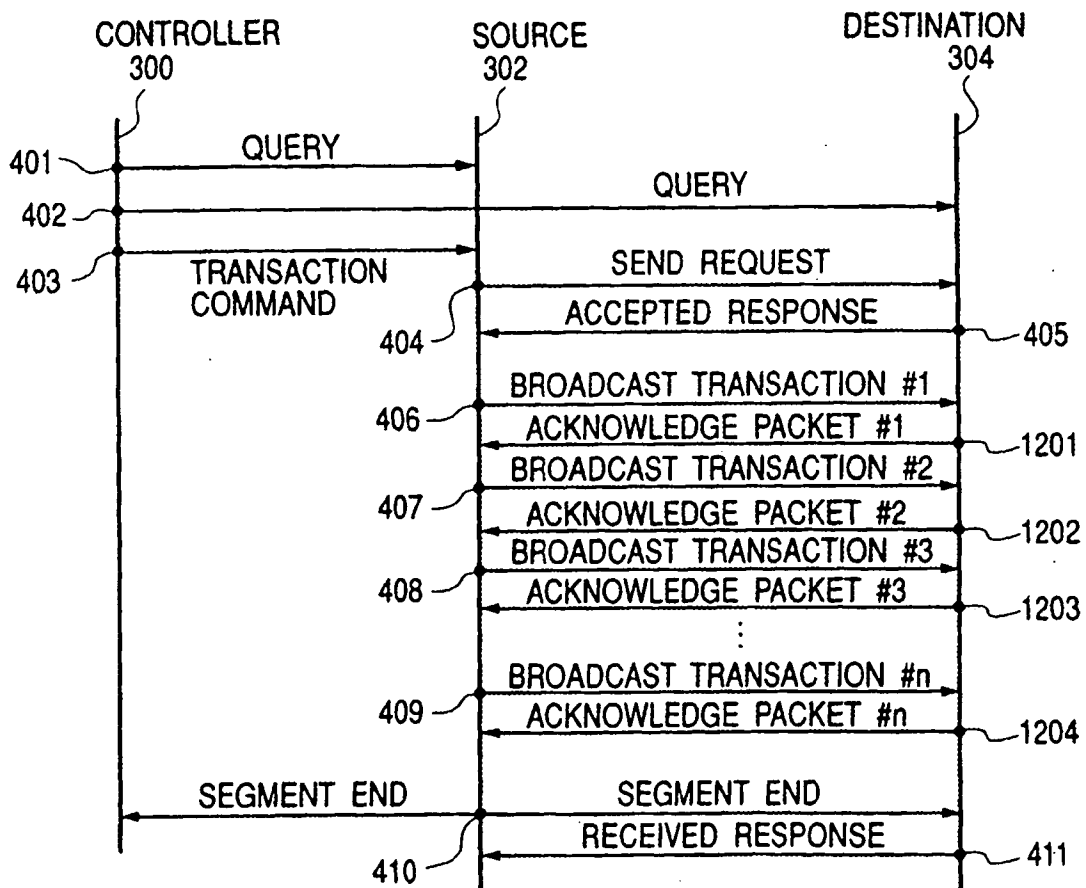 CONTROLLER
300
SOURCE
302
DESTINATION
304
401
QUERY
402
QUERY
403
TRANSACTION
COMMAND
SEND REQUEST
404
ACCEPTED RESPONSE
405
BROADCAST TRANSACTION #1
406
ACKNOWLEDGE PACKET #1
1201
BROADCAST TRANSACTION #2
407
ACKNOWLEDGE PACKET #2
1202
BROADCAST TRANSACTION #3
408
ACKNOWLEDGE PACKET #3
1203
BROADCAST TRANSACTION #n
409
ACKNOWLEDGE PACKET #n
1204
SEGMENT END
SEGMENT END
410
RECEIVED RESPONSE
411